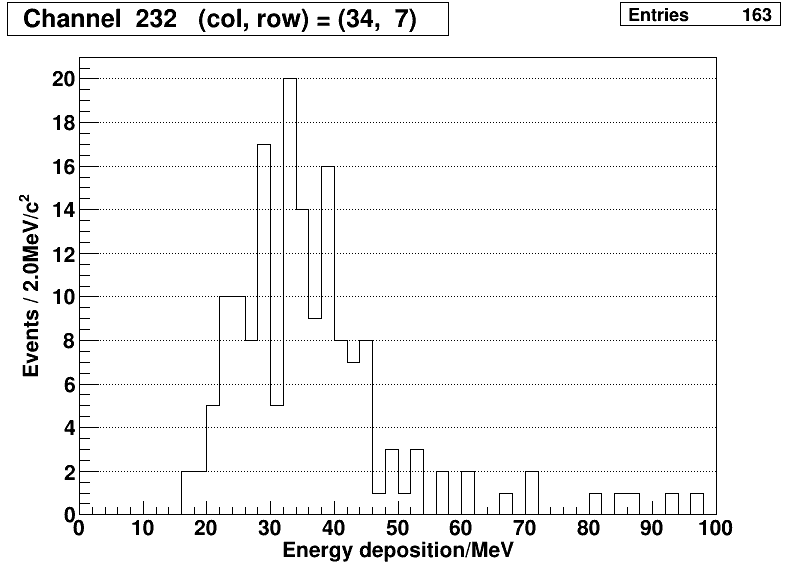 Channel 232 (col, row) = (34, 7)
Entries 163
Events / 2.0MeV/c²
20
18
16
14
12
10
8
6
4
2
0
0 10 20 30 40 50 60 70 80 90 100
Energy deposition/MeV